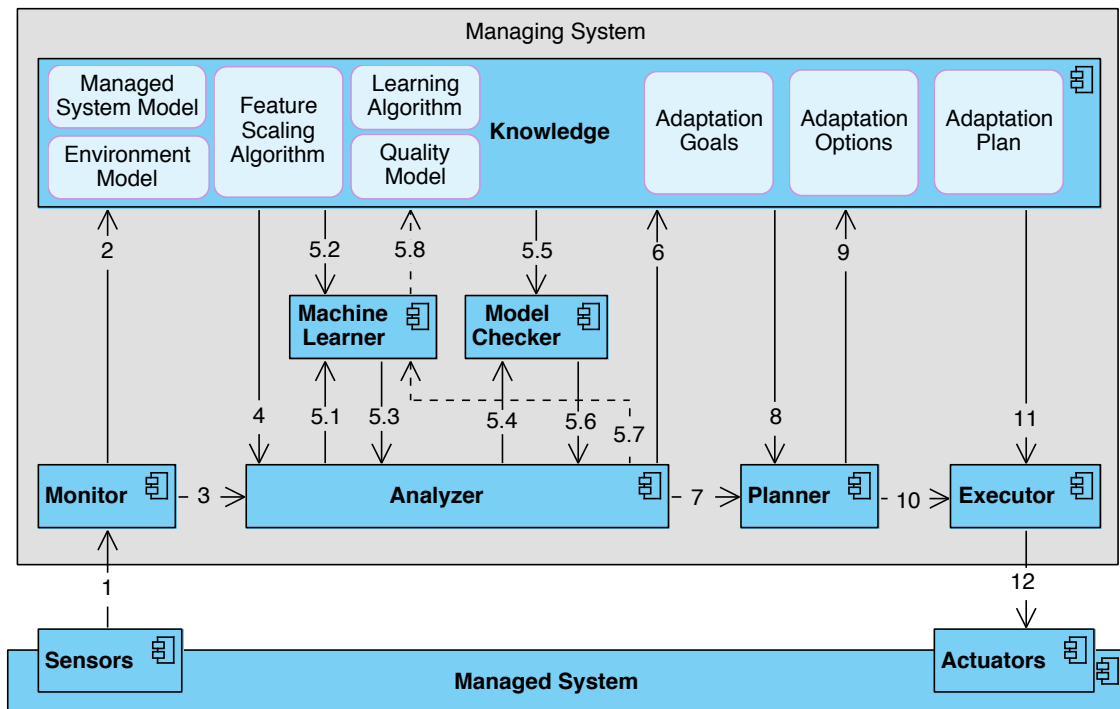 Managing System
Managed
System Model
Environment
Model
Feature
Scaling
Algorithm
Learning
Algorithm
Quality
Model
Knowledge
Adaptation
Goals
Adaptation
Options
Adaptation
Plan
2
5.2
5.8
5.5
6
9
Machine
Learner
Model
Checker
4
5.1
5.3
5.4
5.6
5.7
8
11
Monitor
3
Analyzer
7
Planner
10
Executor
1
12
Sensors
Managed System
Actuators